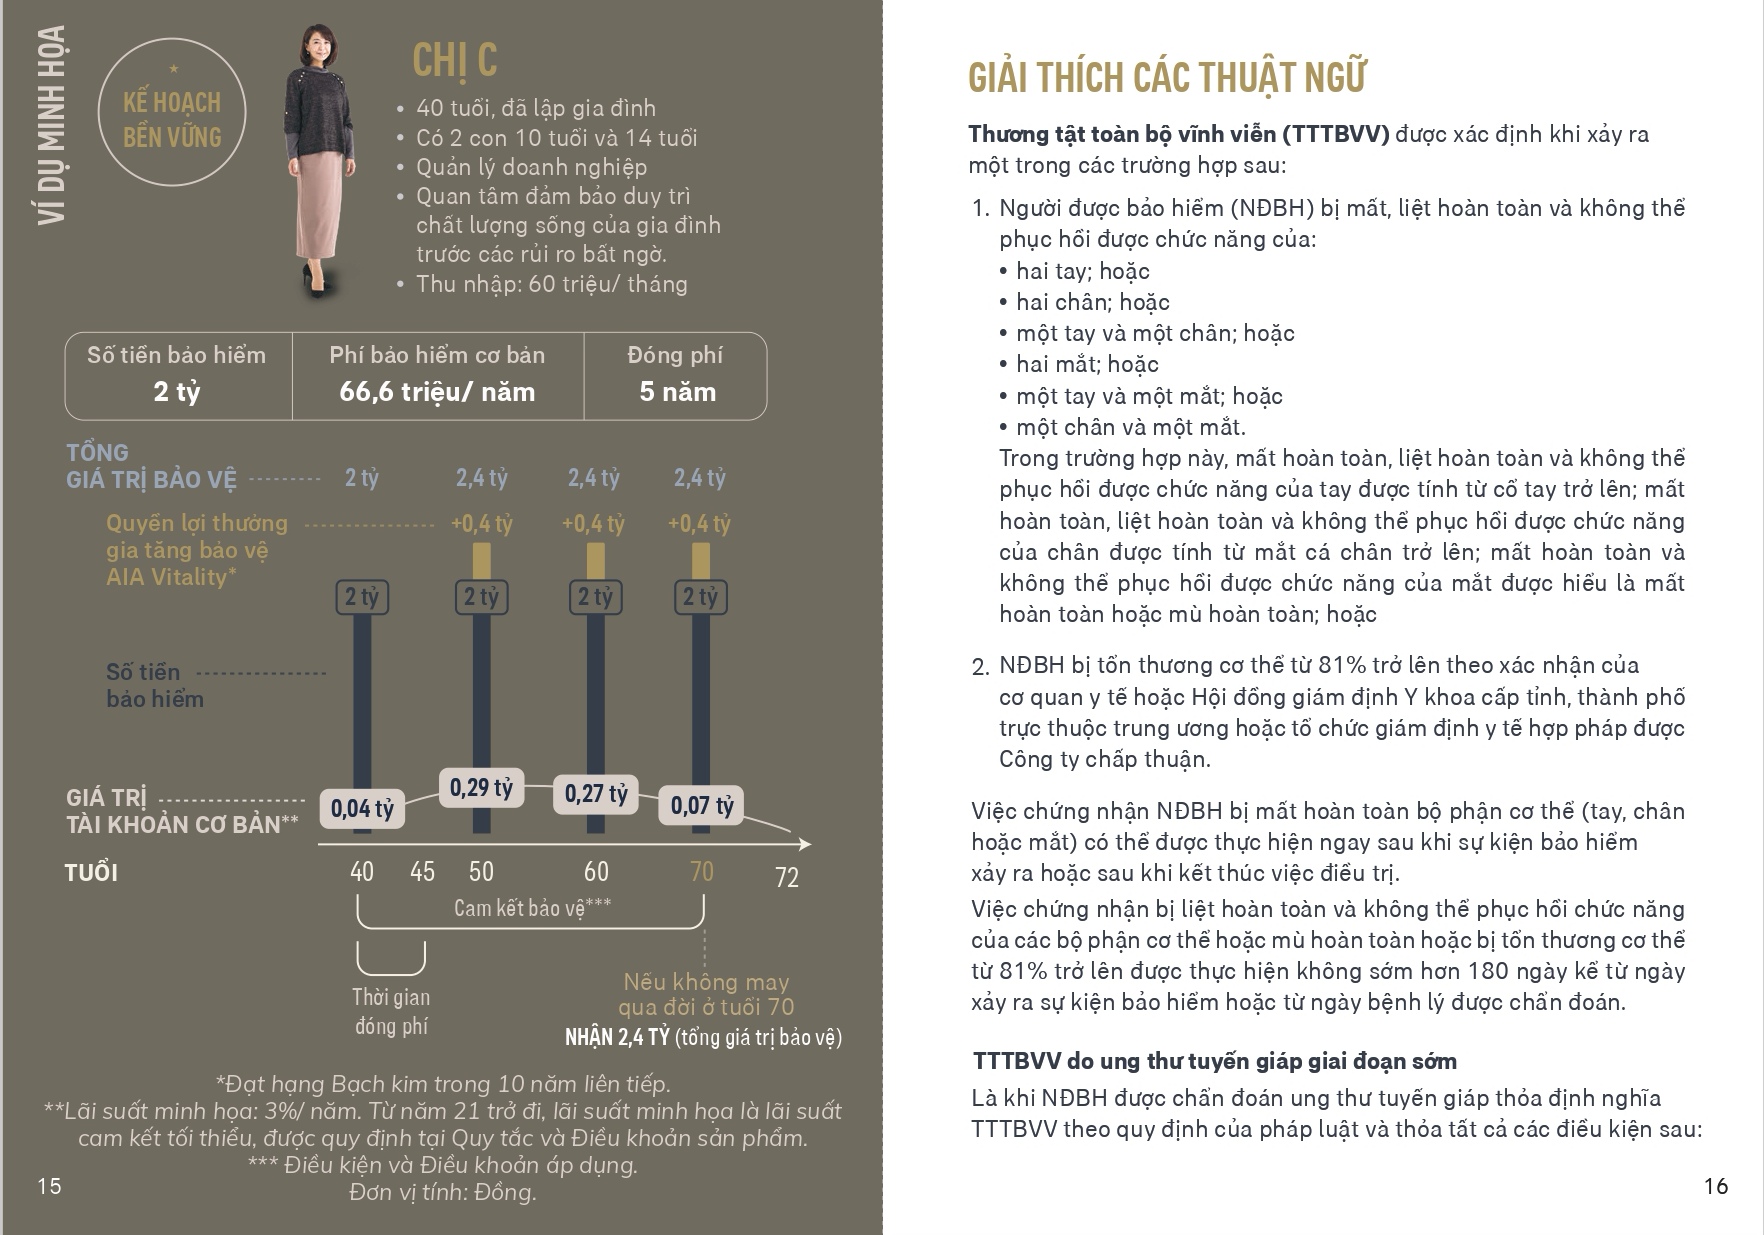 VÍ DỤ MINH HỌA
KẾ HOẠCH
BỀN VỮNG
CHỊ C
• 40 tuổi, đã lập gia đình
• Có 2 con 10 tuổi và 14 tuổi
• Quản lý doanh nghiệp
• Quan tâm đảm bảo duy trì
chất lượng sống của gia đình
trước các rủi ro bất ngờ.
• Thu nhập: 60 triệu/ tháng
Số tiền bảo hiểm
2 tỷ
Phí bảo hiểm cơ bản
66,6 triệu/ năm
Đóng phí
5 năm
TỔNG
GIÁ TRỊ BẢO VỆ 2 tỷ 2,4 tỷ 2,4 tỷ 2,4 tỷ
Quyền lợi thưởng +0,4 tỷ +0,4 tỷ +0,4 tỷ
gia tăng bảo vệ
AIA Vitality*
2 tỷ 2 tỷ 2 tỷ 2 tỷ
Số tiền
bảo hiểm
GIÁ TRỊ
TÀI KHOẢN CƠ BẢN**
0,04 tỷ 0,29 tỷ 0,27 tỷ 0,07 tỷ
TUỔI 40 45 50 60 70 72
Cam kết bảo vệ***
Thời gian
đóng phí
Nếu không may
qua đời ở tuổi 70
NHẬN 2,4 TỶ (tổng giá trị bảo vệ)
*Đạt hạng Bạch kim trong 10 năm liên tiếp.
**Lãi suất minh họa: 3%/ năm. Từ năm 21 trở đi, lãi suất minh họa là lãi suất
cam kết tối thiểu, được quy định tại Quy tắc và Điều khoản sản phẩm.
*** Điều kiện và Điều khoản áp dụng.
Đơn vị tính: Đồng.
15
GIẢI THÍCH CÁC THUẬT NGỮ
Thương tật toàn bộ vĩnh viễn (TTTBVV) được xác định khi xảy ra
một trong các trường hợp sau:
1. Người được bảo hiểm (NĐBH) bị mất, liệt hoàn toàn và không thể
phục hồi được chức năng của:
• hai tay; hoặc
• hai chân; hoặc
• một tay và một chân; hoặc
• hai mắt; hoặc
• một tay và một mắt; hoặc
• một chân và một mắt.
Trong trường hợp này, mất hoàn toàn, liệt hoàn toàn và không thể
phục hồi được chức năng của tay được tính từ cổ tay trở lên; mất
hoàn toàn, liệt hoàn toàn và không thể phục hồi được chức năng
của chân được tính từ mắt cá chân trở lên; mất hoàn toàn và
không thể phục hồi được chức năng của mắt được hiểu là mất
hoàn toàn hoặc mù hoàn toàn; hoặc
2. NĐBH bị tổn thương cơ thể từ 81% trở lên theo xác nhận của
cơ quan y tế hoặc Hội đồng giám định Y khoa cấp tỉnh, thành phố
trực thuộc trung ương hoặc tổ chức giám định y tế hợp pháp được
Công ty chấp thuận.
Việc chứng nhận NĐBH bị mất hoàn toàn bộ phận cơ thể (tay, chân
hoặc mắt) có thể được thực hiện ngay sau khi sự kiện bảo hiểm
xảy ra hoặc sau khi kết thúc việc điều trị.
Việc chứng nhận bị liệt hoàn toàn và không thể phục hồi chức năng
của các bộ phận cơ thể hoặc mù hoàn toàn hoặc bị tổn thương cơ thể
từ 81% trở lên được thực hiện không sớm hơn 180 ngày kể từ ngày
xảy ra sự kiện bảo hiểm hoặc từ ngày bệnh lý được chẩn đoán.
TTTBVV do ung thư tuyến giáp giai đoạn sớm
Là khi NĐBH được chẩn đoán ung thư tuyến giáp thỏa định nghĩa
TTTBVV theo quy định của pháp luật và thỏa tất cả các điều kiện sau:
16